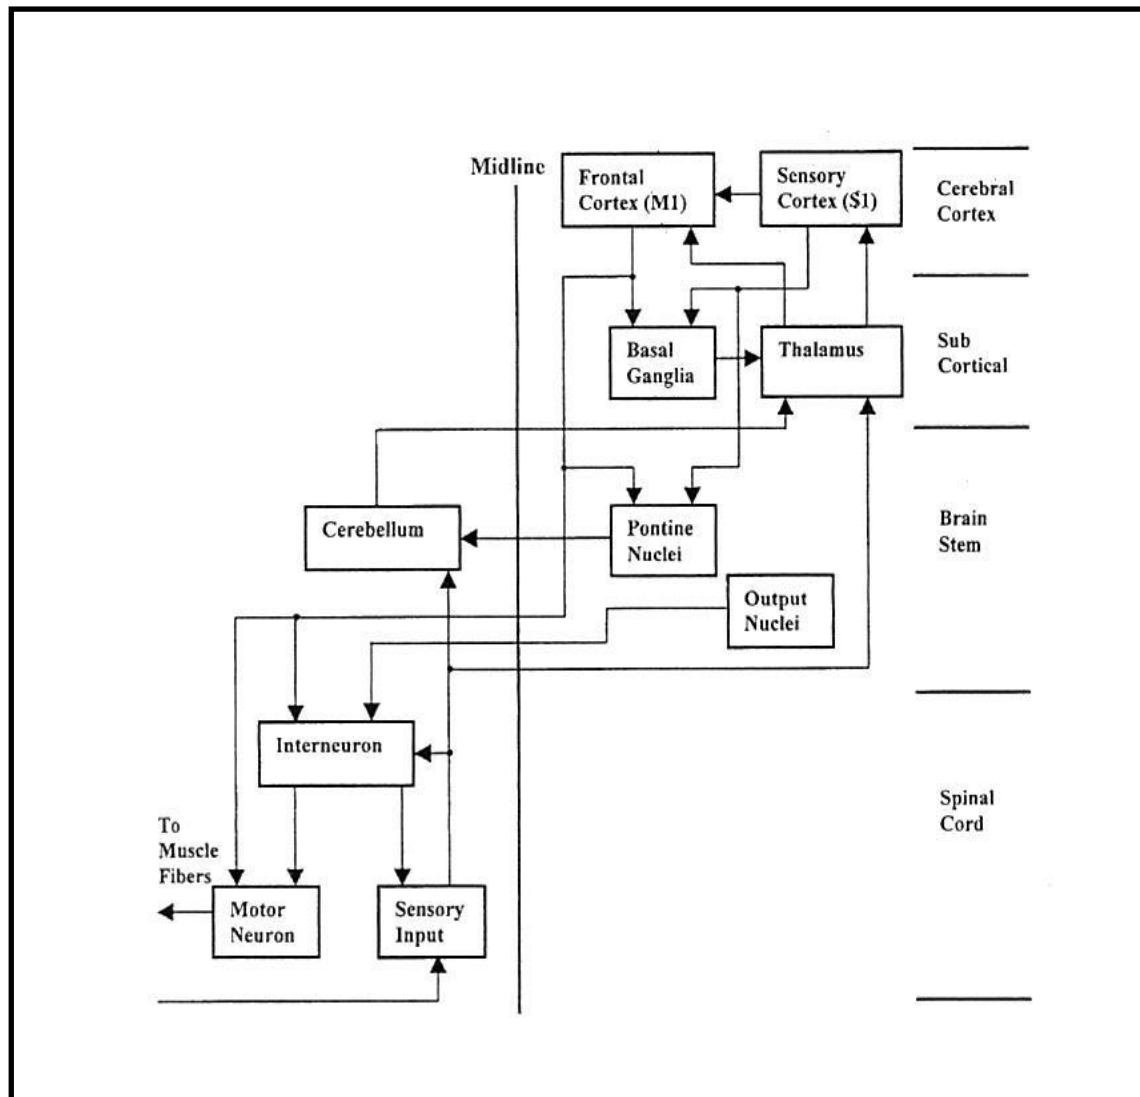 Midline
Frontal
Cortex (M1)
Sensory
Cortex ($1)
Cerebral
Cortex
Basal
Ganglia
Thalamus
Sub
Cortical
Cerebellum
Pontine
Nuclei
Brain
Stem
Output
Nuclei
Interneuron
Spinal
Cord
To
Muscle
Fibers
Motor
Neuron
Sensory
Input